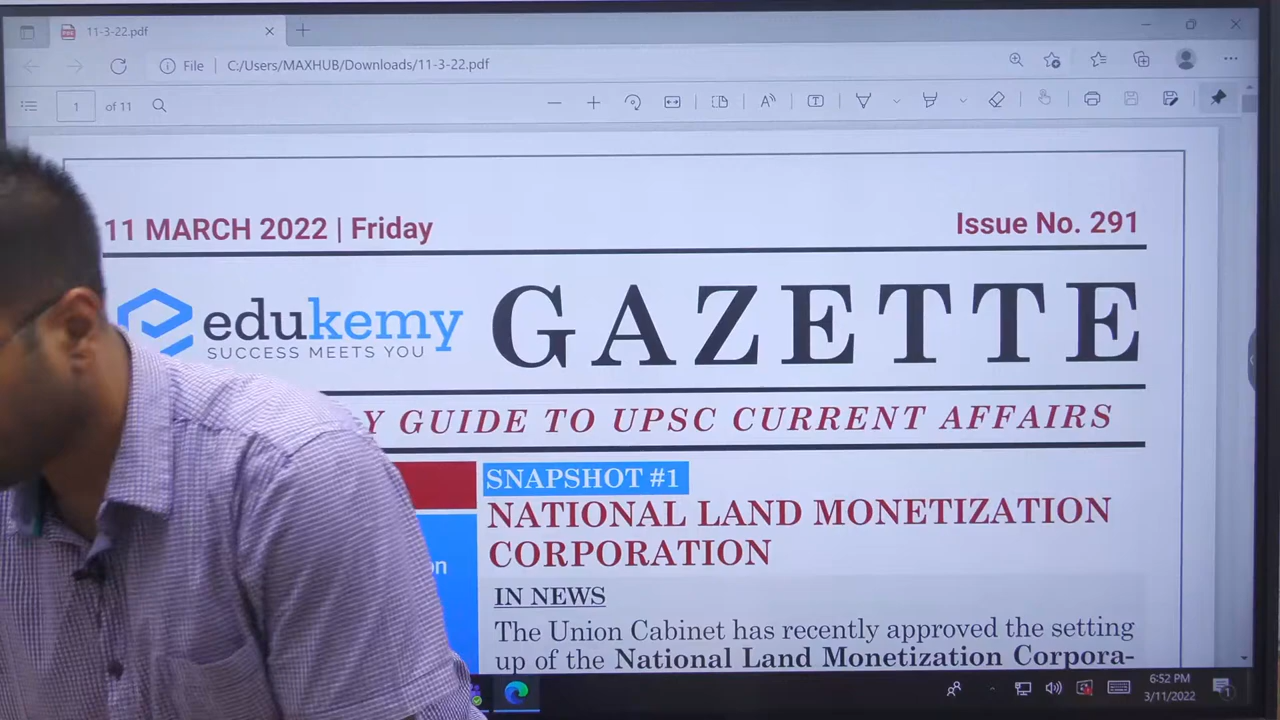 11-3-22.pdf
File | C:/Users/MAXHUB/Downloads/11-3-22.pdf
1 of 11
11 MARCH 2022 | Friday
Issue No. 291
edukemy
SUCCESS MEETS YOU
GAZETTE
Y GUIDE TO UPSC CURRENT AFFAIRS
SNAPSHOT #1
NATIONAL LAND MONETIZATION
CORPORATION
on
IN NEWS
The Union Cabinet has recently approved the setting
up of the National Land Monetization Corpora-
6:52 PM
3/11/2022